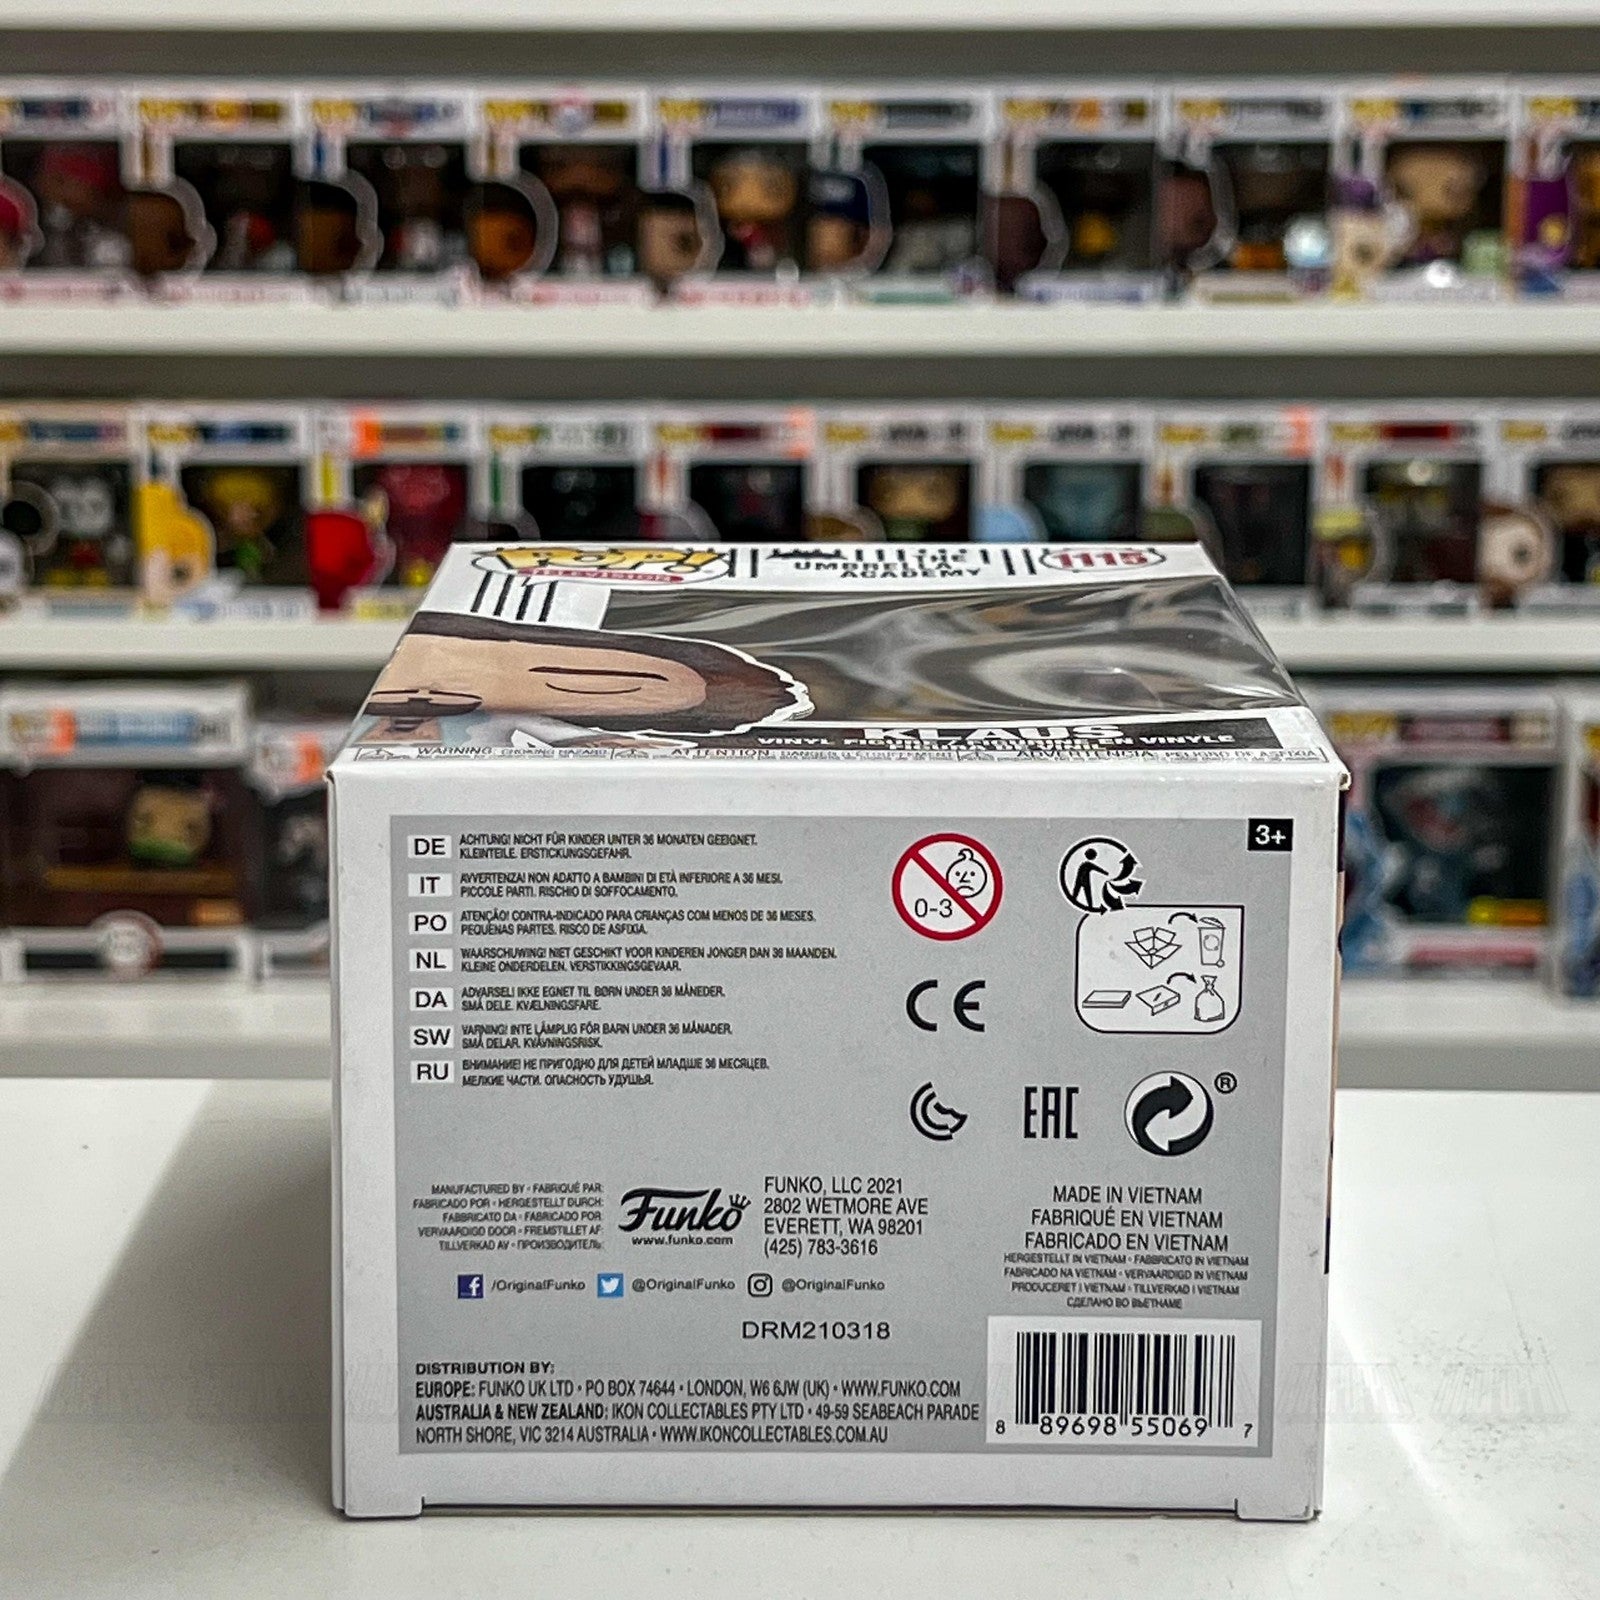 POP!
TELEVISION
THE
UMBRELLA
ACADEMY
1115
KLAUS
VINYL VINYLE
WARNING: CHOKING HAZARD
ATTENTION:
ADVERTENCIA: PELIGRO DE ASFIXIA
3+
DE ACHTUNG! NICHT FÜR KINDER UNTER 36 MONATEN GEEIGNET.
KLEINTEILE. ERSTICKUNGSGEFAHR.
IT AVVERTENZA! NON ADATTO A BAMBINI DI ETÀ INFERIORE A 36 MESI.
PICCOLE PARTI. RISCHIO DI SOFFOCAMENTO.
PO ATENÇÃO! CONTRA-INDICADO PARA CRIANÇAS COM MENOS DE 36 MESES.
PEQUENAS PARTES. RISCO DE ASFIXIA.
NL WAARSCHUWING! NIET GESCHIKT VOOR KINDEREN JONGER DAN 36 MAANDEN.
KLEINE ONDERDELEN. VERSTIKKINGSGEVAAR.
DA ADVARSEL! IKKE EGNET TIL BØRN UNDER 36 MÅNEDER.
SMÅ DELE. KVÆLNINGSFARE.
SW VARNING! INTE LÄMPLIG FÖR BARN UNDER 36 MÅNADER.
SMÅ DELAR. KVÄVNINGSRISK.
RU ВНИМАНИЕ! НЕ ПРИГОДНО ДЛЯ ДЕТЕЙ МЛАДШЕ 36 МЕСЯЦЕВ.
МЕЛКИЕ ЧАСТИ. ОПАСНОСТЬ УДУШЬЯ.
0-3
CE
EAC
®
MANUFACTURED BY • FABRIQUÉ PAR:
FABRICADO POR • HERGESTELLT DURCH:
FABBRICATO DA • FABRICADO POR:
VERVAARDIGD DOOR • FREMSTILLET AF:
TILLVERKAD AV • ПРОИЗВОДИТЕЛЬ:
Funko
www.funko.com
FUNKO, LLC 2021
2802 WETMORE AVE
EVERETT, WA 98201
(425) 783-3616
MADE IN VIETNAM
FABRIQUÉ EN VIETNAM
FABRICADO EN VIETNAM
HERGESTELLT IN VIETNAM • FABBRICATO IN VIETNAM
FABRICADO NA VIETNAM • VERVAARDIGD IN VIETNAM
PRODUCERET I VIETNAM • TILLVERKAD I VIETNAM
СДЕЛАНО ВО ВЬЕТНАМЕ
/OriginalFunko @OriginalFunko @OriginalFunko
DRM210318
DISTRIBUTION BY:
EUROPE: FUNKO UK LTD • PO BOX 74644 • LONDON, W6 6JW (UK) • WWW.FUNKO.COM
AUSTRALIA & NEW ZEALAND: IKON COLLECTABLES PTY LTD • 49-59 SEABEACH PARADE
NORTH SHORE, VIC 3214 AUSTRALIA • WWW.IKONCOLLECTABLES.COM.AU
8 89698 55069 7